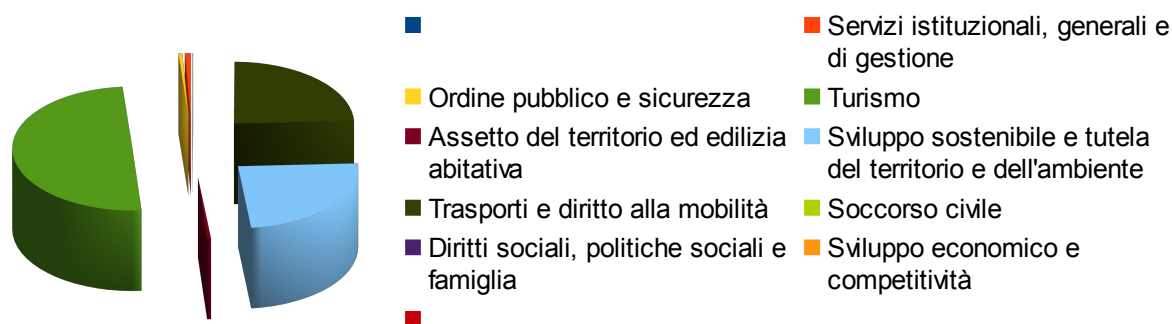 Servizi istituzionali, generali e
di gestione
Ordine pubblico e sicurezza
Turismo
Assetto del territorio ed edilizia
abitativa
Sviluppo sostenibile e tutela
del territorio e dell'ambiente
Trasporti e diritto alla mobilità
Soccorso civile
Diritti sociali, politiche sociali e
famiglia
Sviluppo economico e
competitività